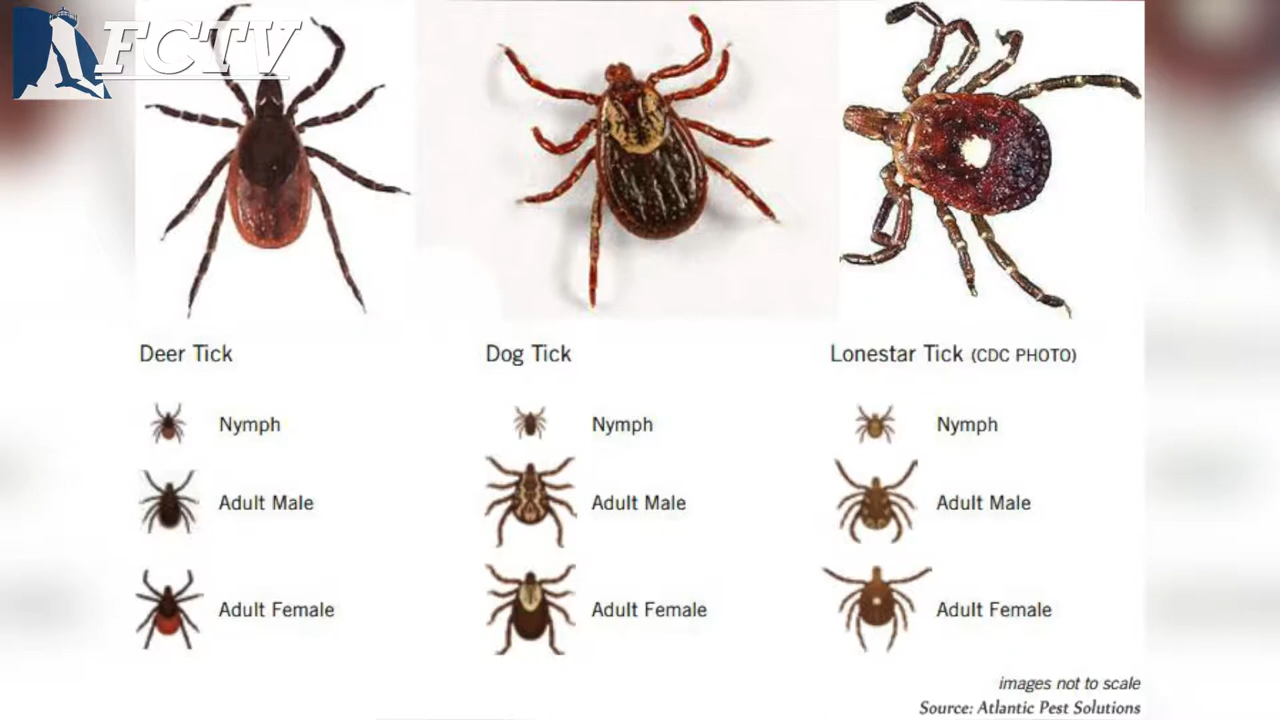 FCTV
Deer Tick
Dog Tick
Lonestar Tick (CDC PHOTO)
Nymph
Nymph
Nymph
Adult Male
Adult Male
Adult Male
Adult Female
Adult Female
Adult Female
images not to scale
Source: Atlantic Pest Solutions